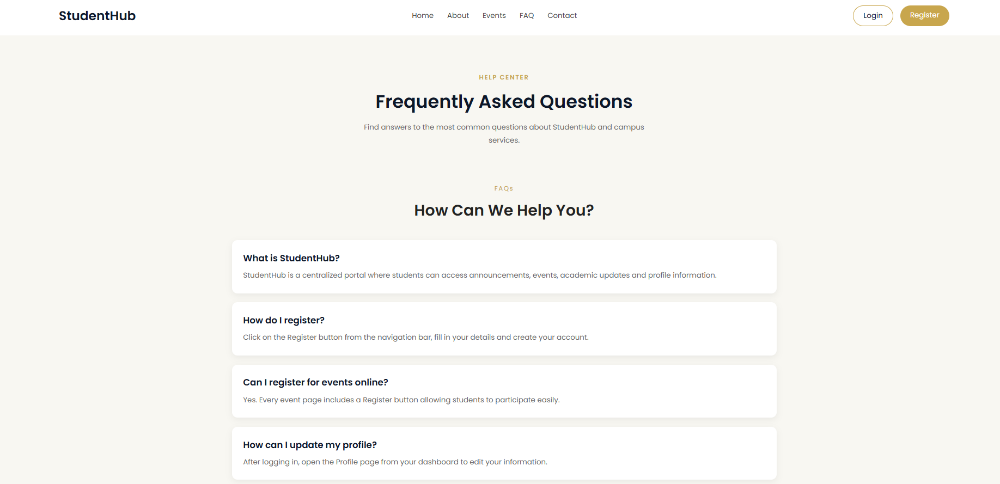 StudentHub
Home About Events FAQ Contact
Login Register
HELP CENTER
Frequently Asked Questions
Find answers to the most common questions about StudentHub and campus
services.
FAQs
How Can We Help You?
What is StudentHub?
StudentHub is a centralized portal where students can access announcements, events, academic updates and profile information.
How do I register?
Click on the Register button from the navigation bar, fill in your details and create your account.
Can I register for events online?
Yes. Every event page includes a Register button allowing students to participate easily.
How can I update my profile?
After logging in, open the Profile page from your dashboard to edit your information.